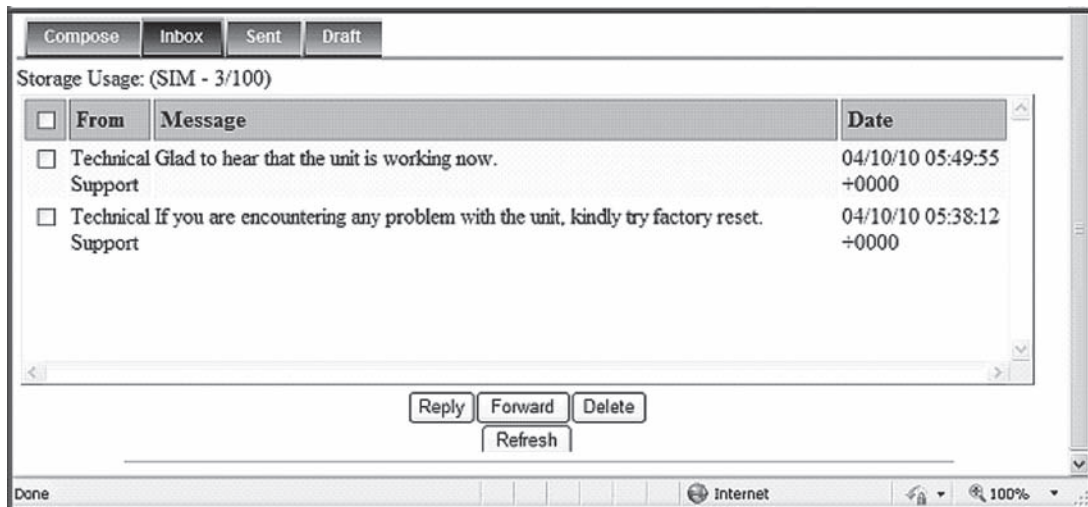 Compose Inbox Sent Draft
Storage Usage: (SIM - 3/100)
From Message Date
Technical Support Glad to hear that the unit is working now. 04/10/10 05:49:55 +0000
Technical Support If you are encountering any problem with the unit, kindly try factory reset. 04/10/10 05:38:12 +0000
Reply Forward Delete
Refresh
Done Internet 100%